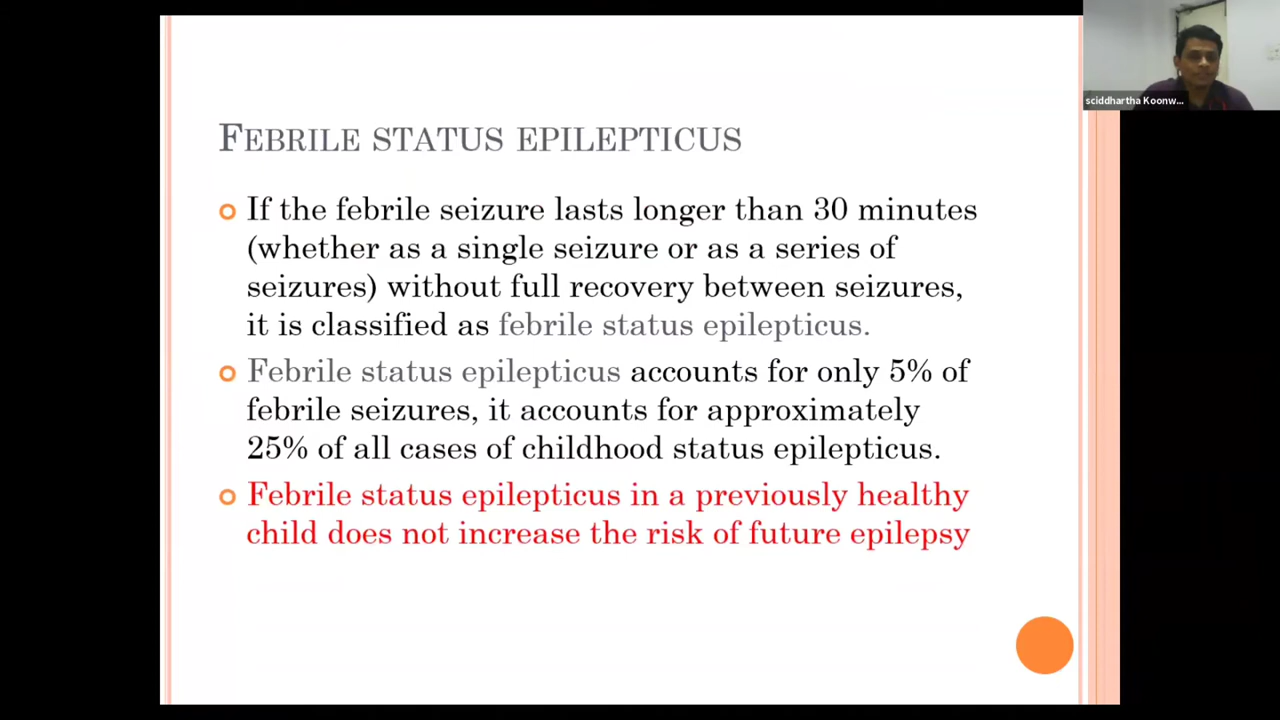 sciddhartha Koonw...
FEBRILE STATUS EPILEPTICUS
If the febrile seizure lasts longer than 30 minutes
(whether as a single seizure or as a series of
seizures) without full recovery between seizures,
it is classified as febrile status epilepticus.
Febrile status epilepticus accounts for only 5% of
febrile seizures, it accounts for approximately
25% of all cases of childhood status epilepticus.
Febrile status epilepticus in a previously healthy
child does not increase the risk of future epilepsy